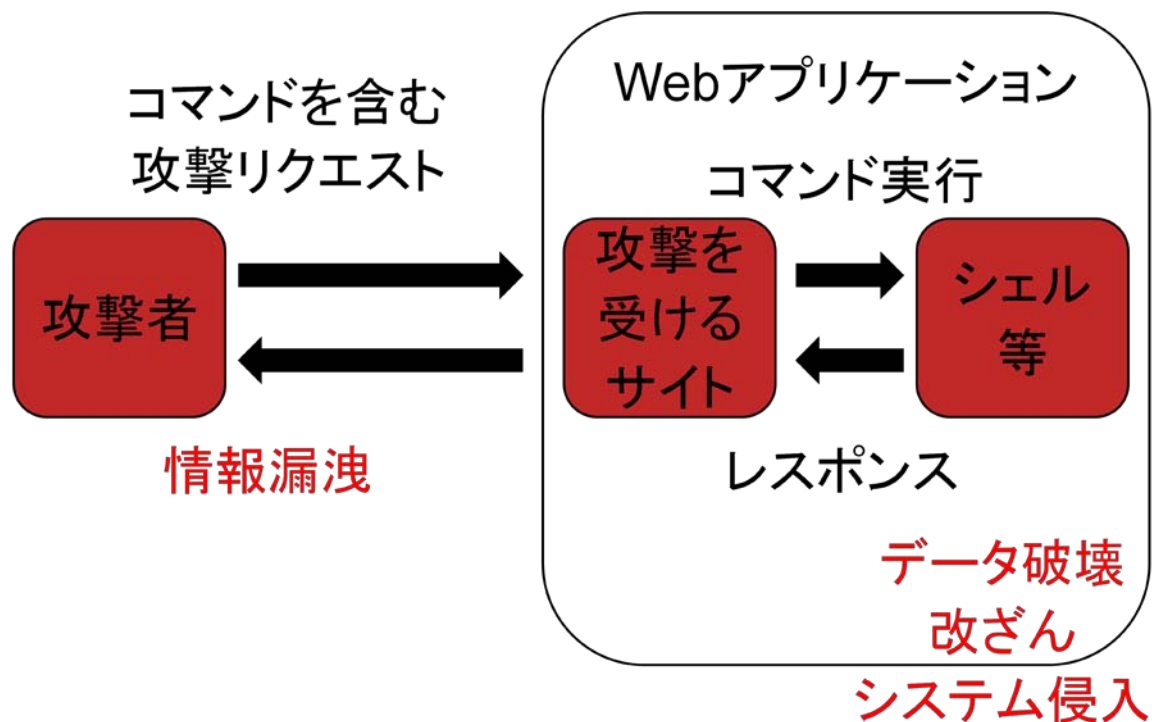 コマンドを含む
攻撃リクエスト
Webアプリケーション
コマンド実行
攻撃者
攻撃を
受ける
サイト
シェル
等
情報漏洩
レスポンス
データ破壊
改ざん
システム侵入